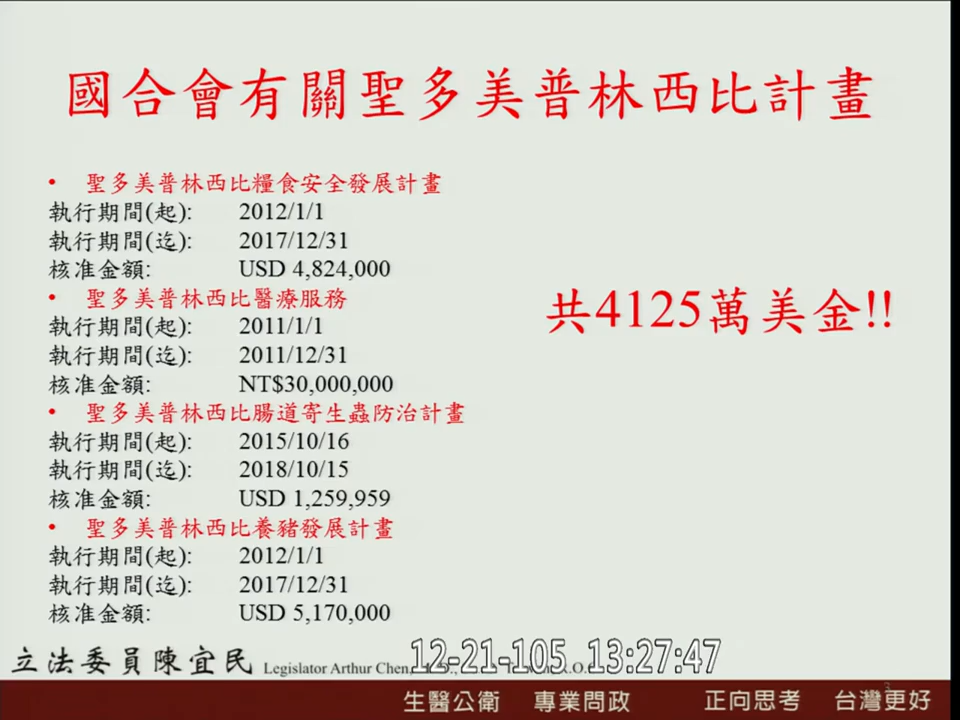 國合會有關聖多美普林西比計畫
• 聖多美普林西比糧食安全發展計畫
執行期間(起): 2012/1/1
執行期間(迄): 2017/12/31
核准金額: USD 4,824,000
• 聖多美普林西比醫療服務
執行期間(起): 2011/1/1
執行期間(迄): 2011/12/31
核准金額: NT$30,000,000
• 聖多美普林西比腸道寄生蟲防治計畫
執行期間(起): 2015/10/16
執行期間(迄): 2018/10/15
核准金額: USD 1,259,959
• 聖多美普林西比養豬發展計畫
執行期間(起): 2012/1/1
執行期間(迄): 2017/12/31
核准金額: USD 5,170,000
共4125萬美金!!
立法委員陳宜民 Legislator Arthur Chen,
12-21-105 13:27:47
生醫公衛 專業問政 正向思考 台灣更好
3